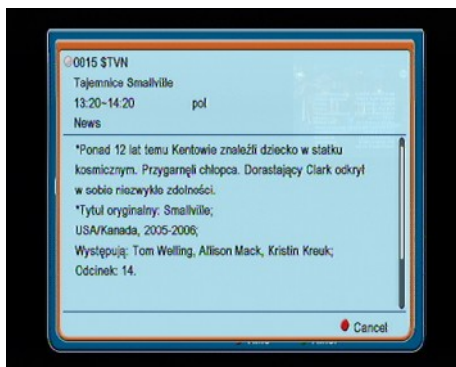 0015 $TVN
Tajemnice Smallville
13:20~14:20 pol
News
*Ponad 12 lat temu Kentowie znaleźli dziecko w statku
kosmicznym. Przygarnęli chłopca. Dorastający Clark odkrył
w sobie niezwykłe zdolności.
*Tytuł oryginalny: Smallville;
USA/Kanada, 2005-2006;
Występują: Tom Welling, Allison Mack, Kristin Kreuk;
Odcinek: 14.
Cancel